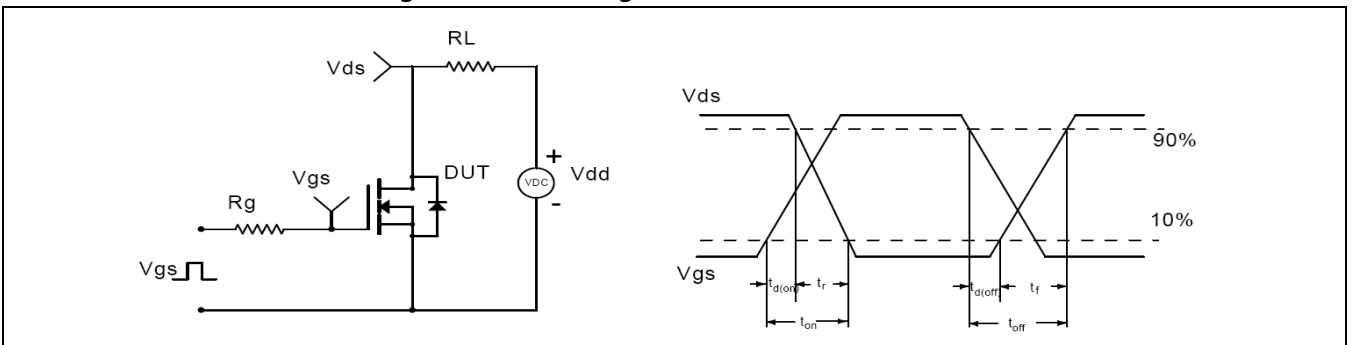 RL
Vds
Vgs
DUT
VDC
+
Vdd
-
Rg
Vgs
Vds
90%
10%
Vgs
td(on)
tr
td(off)
tf
ton
toff